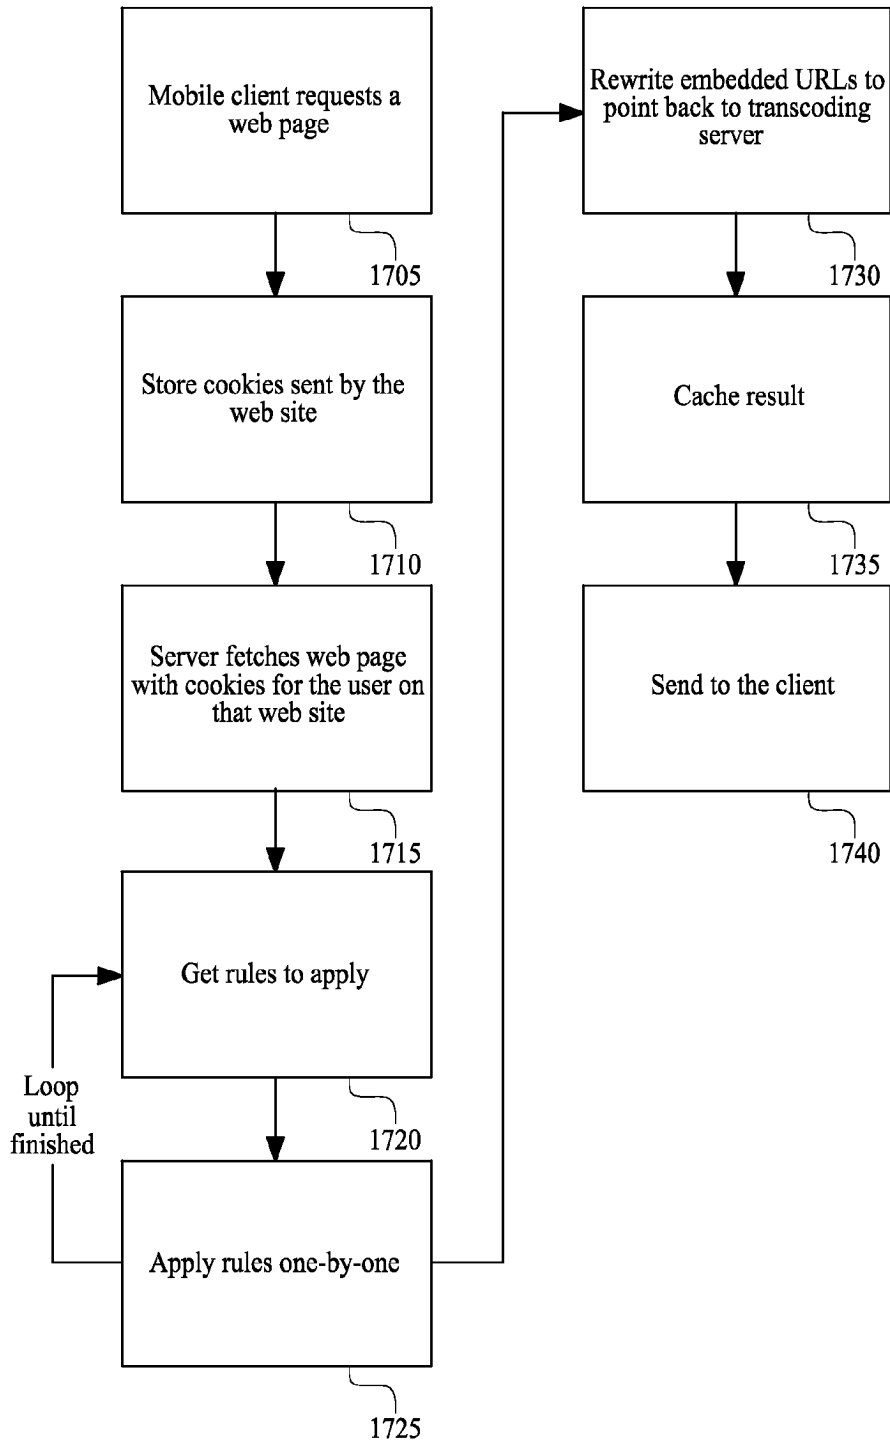 Mobile client requests a
web page
1705
Store cookies sent by the
web site
1710
Server fetches web page
with cookies for the user on
that web site
1715
Get rules to apply
1720
Loop
until
finished
Apply rules one-by-one
1725
Rewrite embedded URLs to
point back to transcoding
server
1730
Cache result
1735
Send to the client
1740